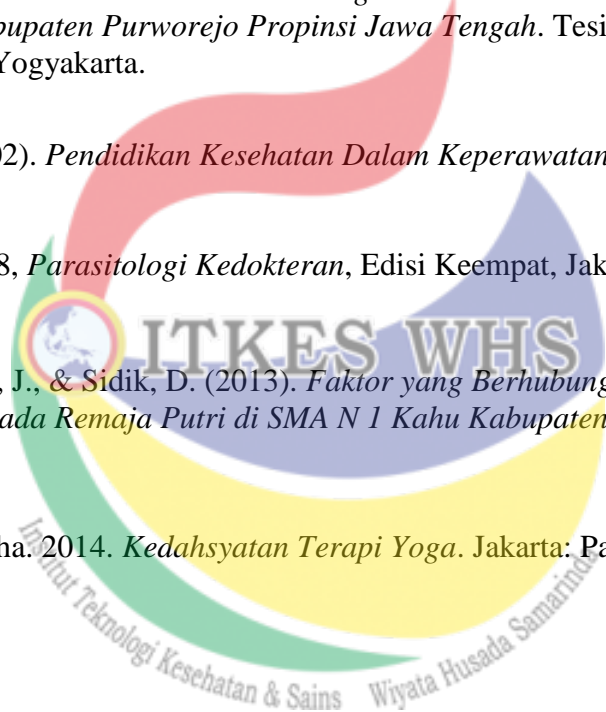 bupaten Purworejo Propinsi Jawa Tengah. Tesi
Yogyakarta.
02). Pendidikan Kesehatan Dalam Keperawatan
8, Parasitologi Kedokteran, Edisi Keempat, Jak
ITKES WHS
, J., & Sidik, D. (2013). Faktor yang Berhubung
ada Remaja Putri di SMA N 1 Kahu Kabupaten
ha. 2014. Kedahsyatan Terapi Yoga. Jakarta: Pa
Institut Teknologi Kesehatan & Sains Wiyata Husada Samarinda